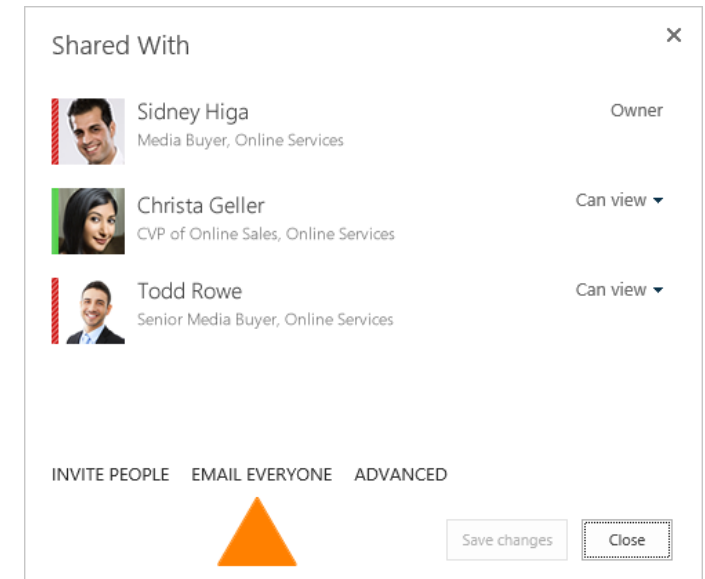 Shared With
Sidney Higa
Owner
Media Buyer, Online Services
Christa Geller
Can view
CVP of Online Sales, Online Services
Todd Rowe
Can view
Senior Media Buyer, Online Services
INVITE PEOPLE EMAIL EVERYONE ADVANCED
Save changes Close